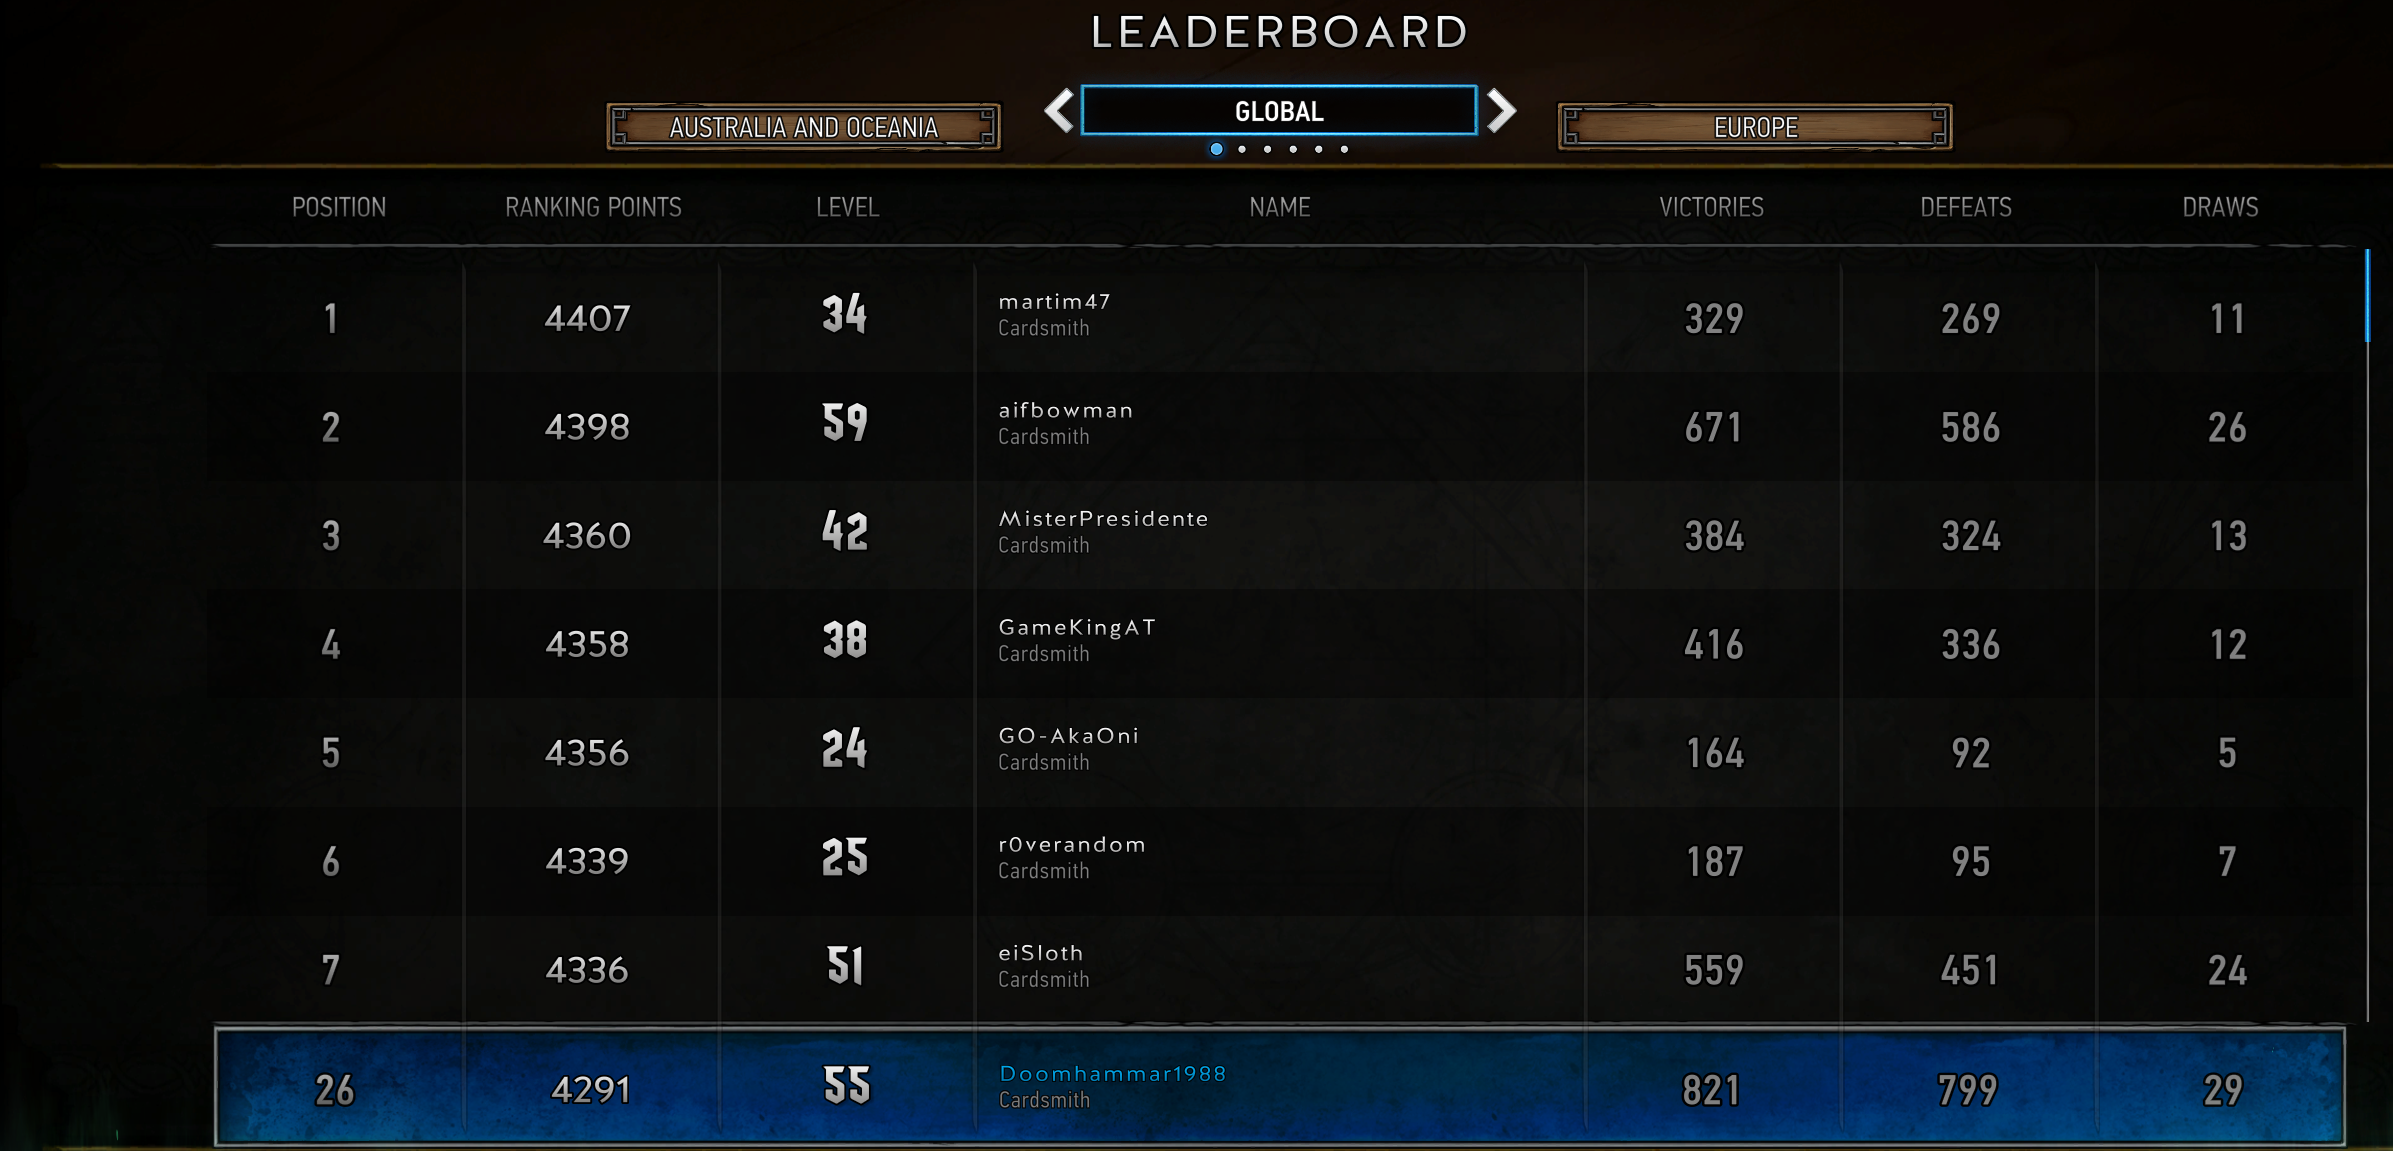 LEADERBOARD
AUSTRALIA AND OCEANIA
GLOBAL
EUROPE
POSITION RANKING POINTS LEVEL NAME VICTORIES DEFEATS DRAWS
1 4407 34 martim47 329 269 11
Cardsmith
2 4398 59 aifbowman 671 586 26
Cardsmith
3 4360 42 MisterPresidente 384 324 13
Cardsmith
4 4358 38 GameKingAT 416 336 12
Cardsmith
5 4356 24 GO-AkaOni 164 92 5
Cardsmith
6 4339 25 r0verandom 187 95 7
Cardsmith
7 4336 51 eiSloth 559 451 24
Cardsmith
26 4291 55 Doomhammar1988 821 799 29
Cardsmith